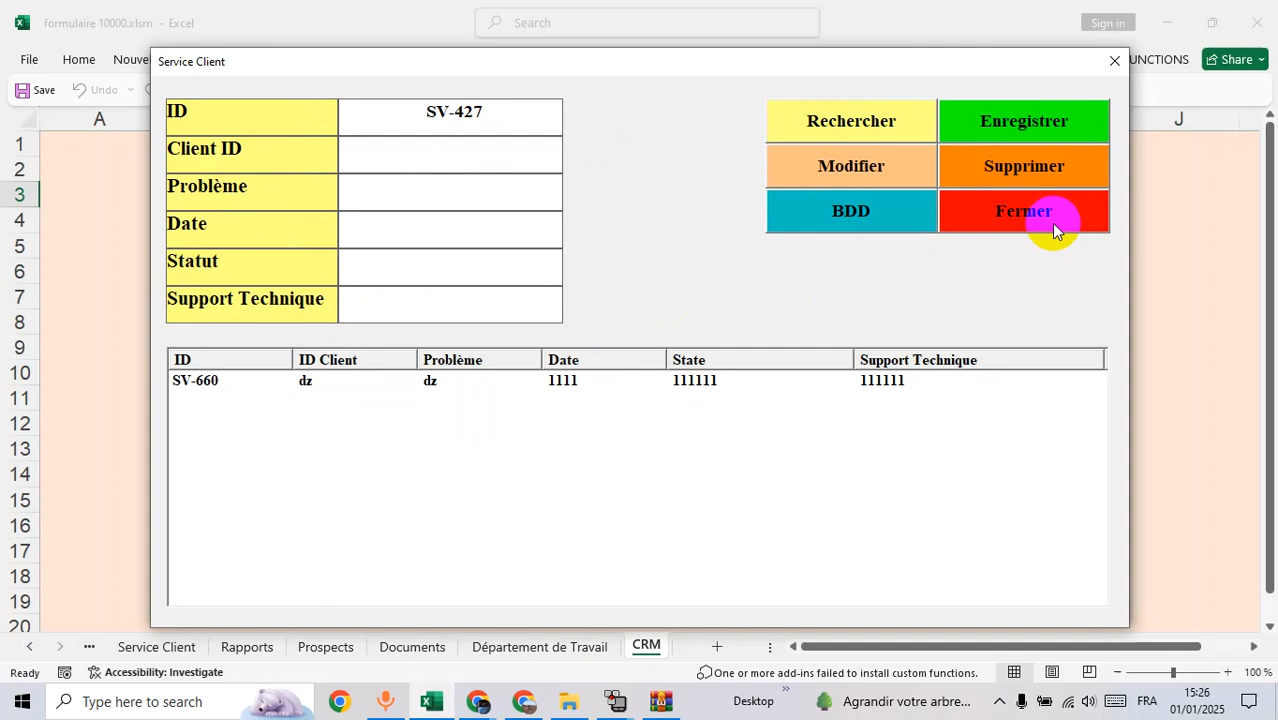 formulaire 10000.xlsm - Excel
Search
Sign in
File
Home
Nouve
UNCTIONS
Share
Save
Undo
Service Client
A
J
1
2
3
4
5
6
7
8
9
10
11
12
13
14
15
16
17
18
19
20
ID
SV-427
Client ID
Problème
Date
Statut
Support Technique
Rechercher
Enregistrer
Modifier
Supprimer
BDD
Fermer
ID ID Client Problème Date State Support Technique
SV-660 dz dz 1111 111111 111111
Service Client
Rapports
Prospects
Documents
Département de Travail
CRM
Ready
Accessibility: Investigate
One or more add-ins failed to install custom functions.
100 %
Type here to search
Desktop
Agrandir votre arbre...
FRA
15:26
01/01/2025